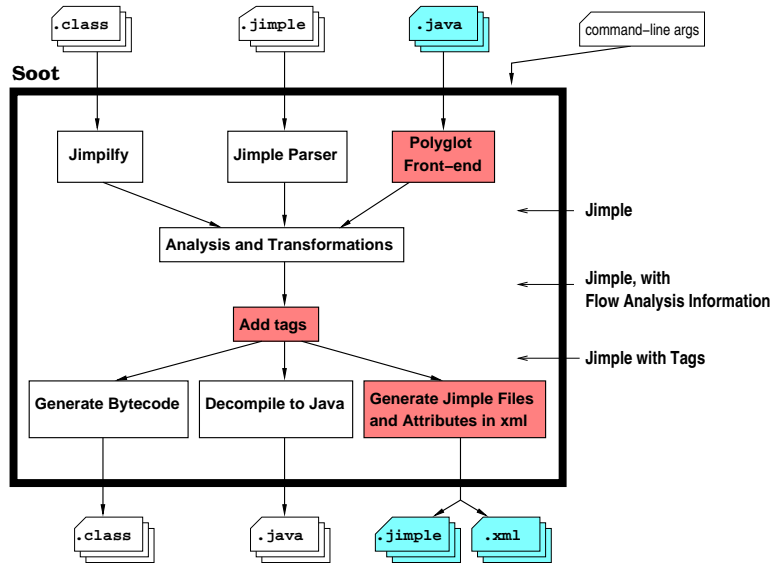 .class
.jimple
.java
command-line args
Soot
Jimpilfy
Jimple Parser
Polyglot
Front-end
Jimple
Analysis and Transformations
Jimple, with
Flow Analysis Information
Add tags
Jimple with Tags
Generate Bytecode
Decompile to Java
Generate Jimple Files
and Attributes in xml
.class
.java
.jimple
.xml